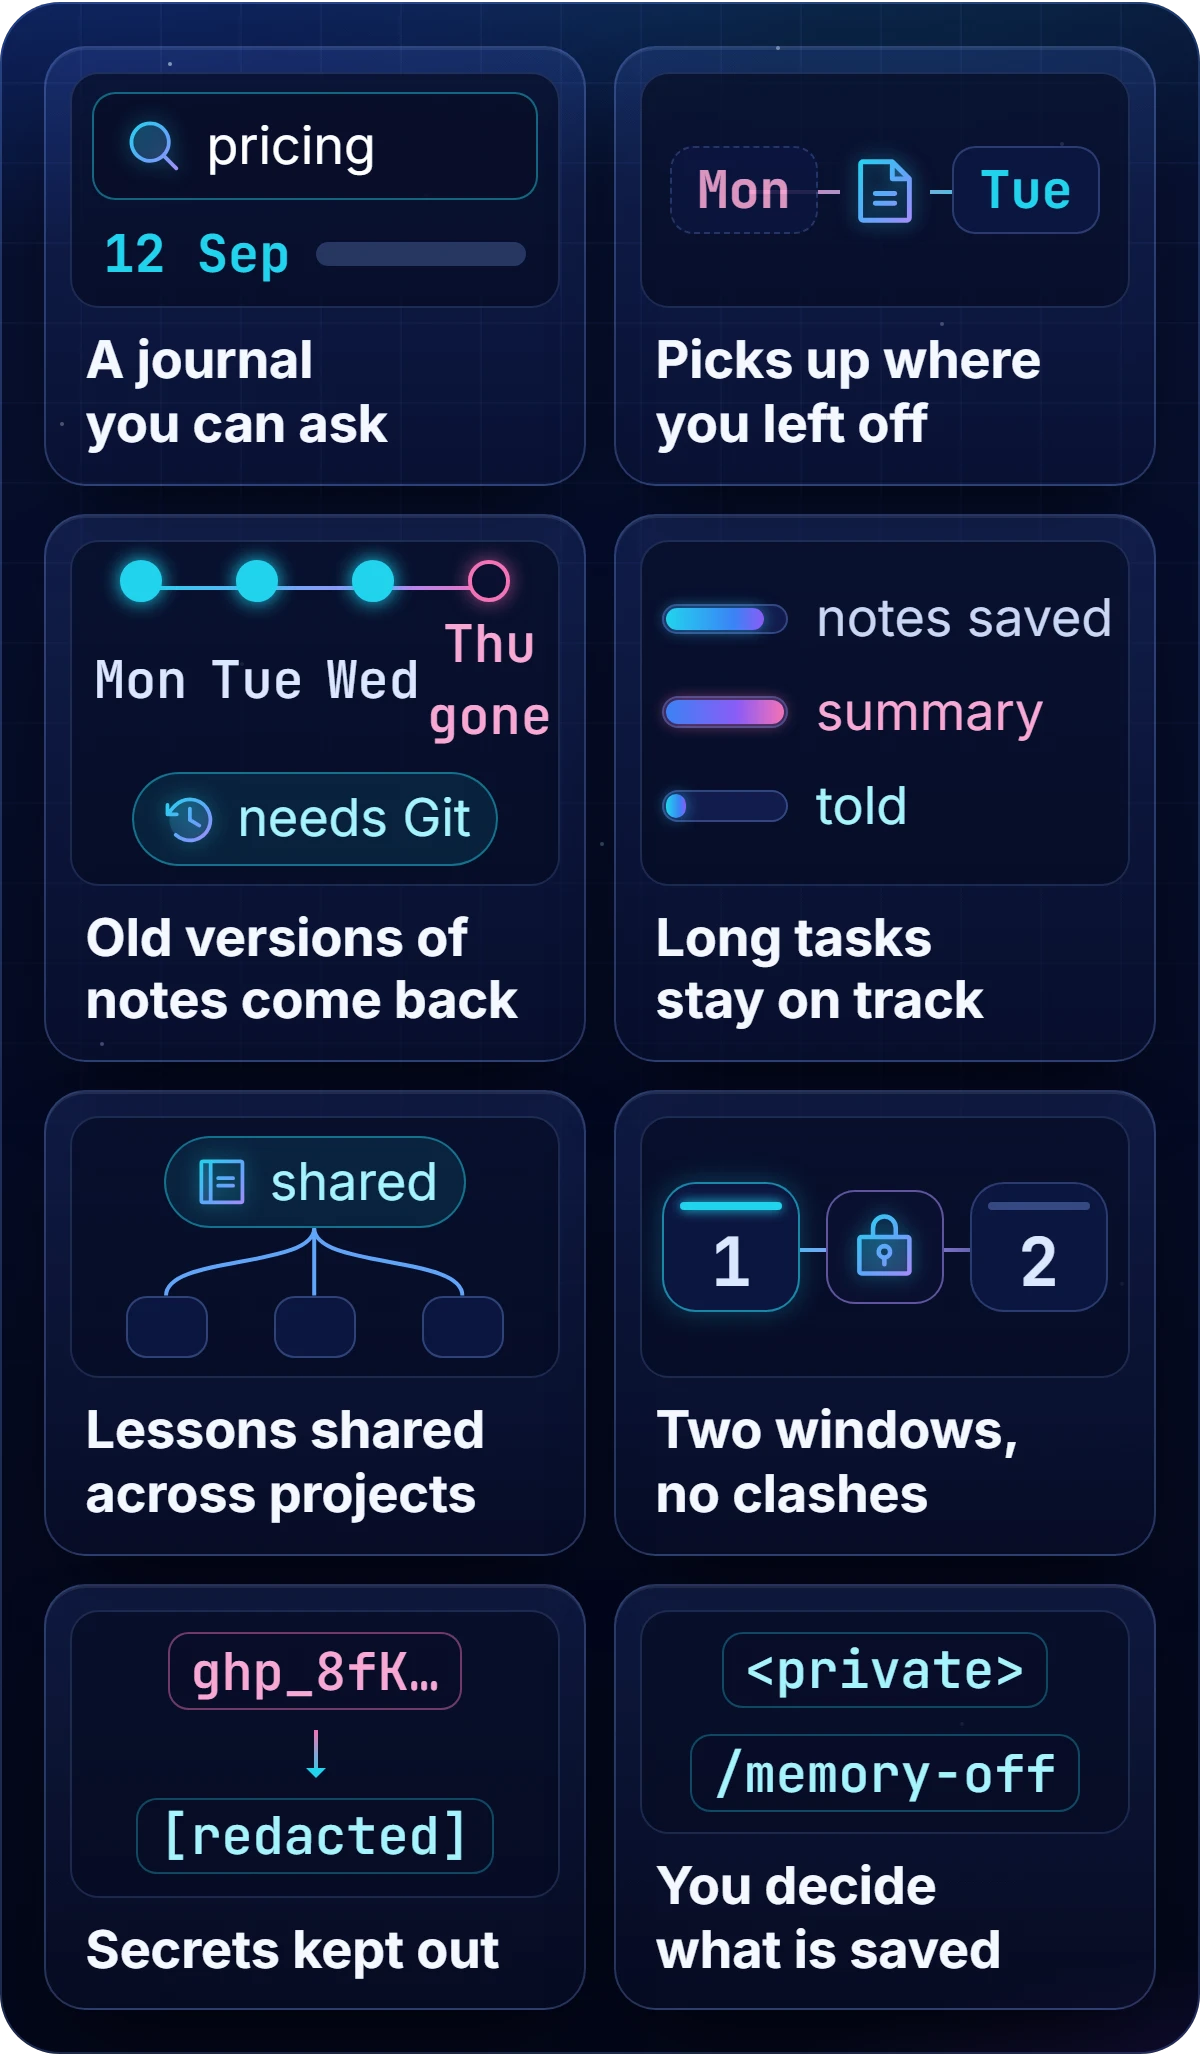 pricing
12 Sep
A journal
you can ask
Mon
Tue
Picks up where
you left off
Mon Tue Wed Thu
gone
needs Git
Old versions of
notes come back
notes saved
summary
told
Long tasks
stay on track
shared
Lessons shared
across projects
1
2
Two windows,
no clashes
ghp_8fK…
[redacted]
Secrets kept out
<private>
/memory-off
You decide
what is saved